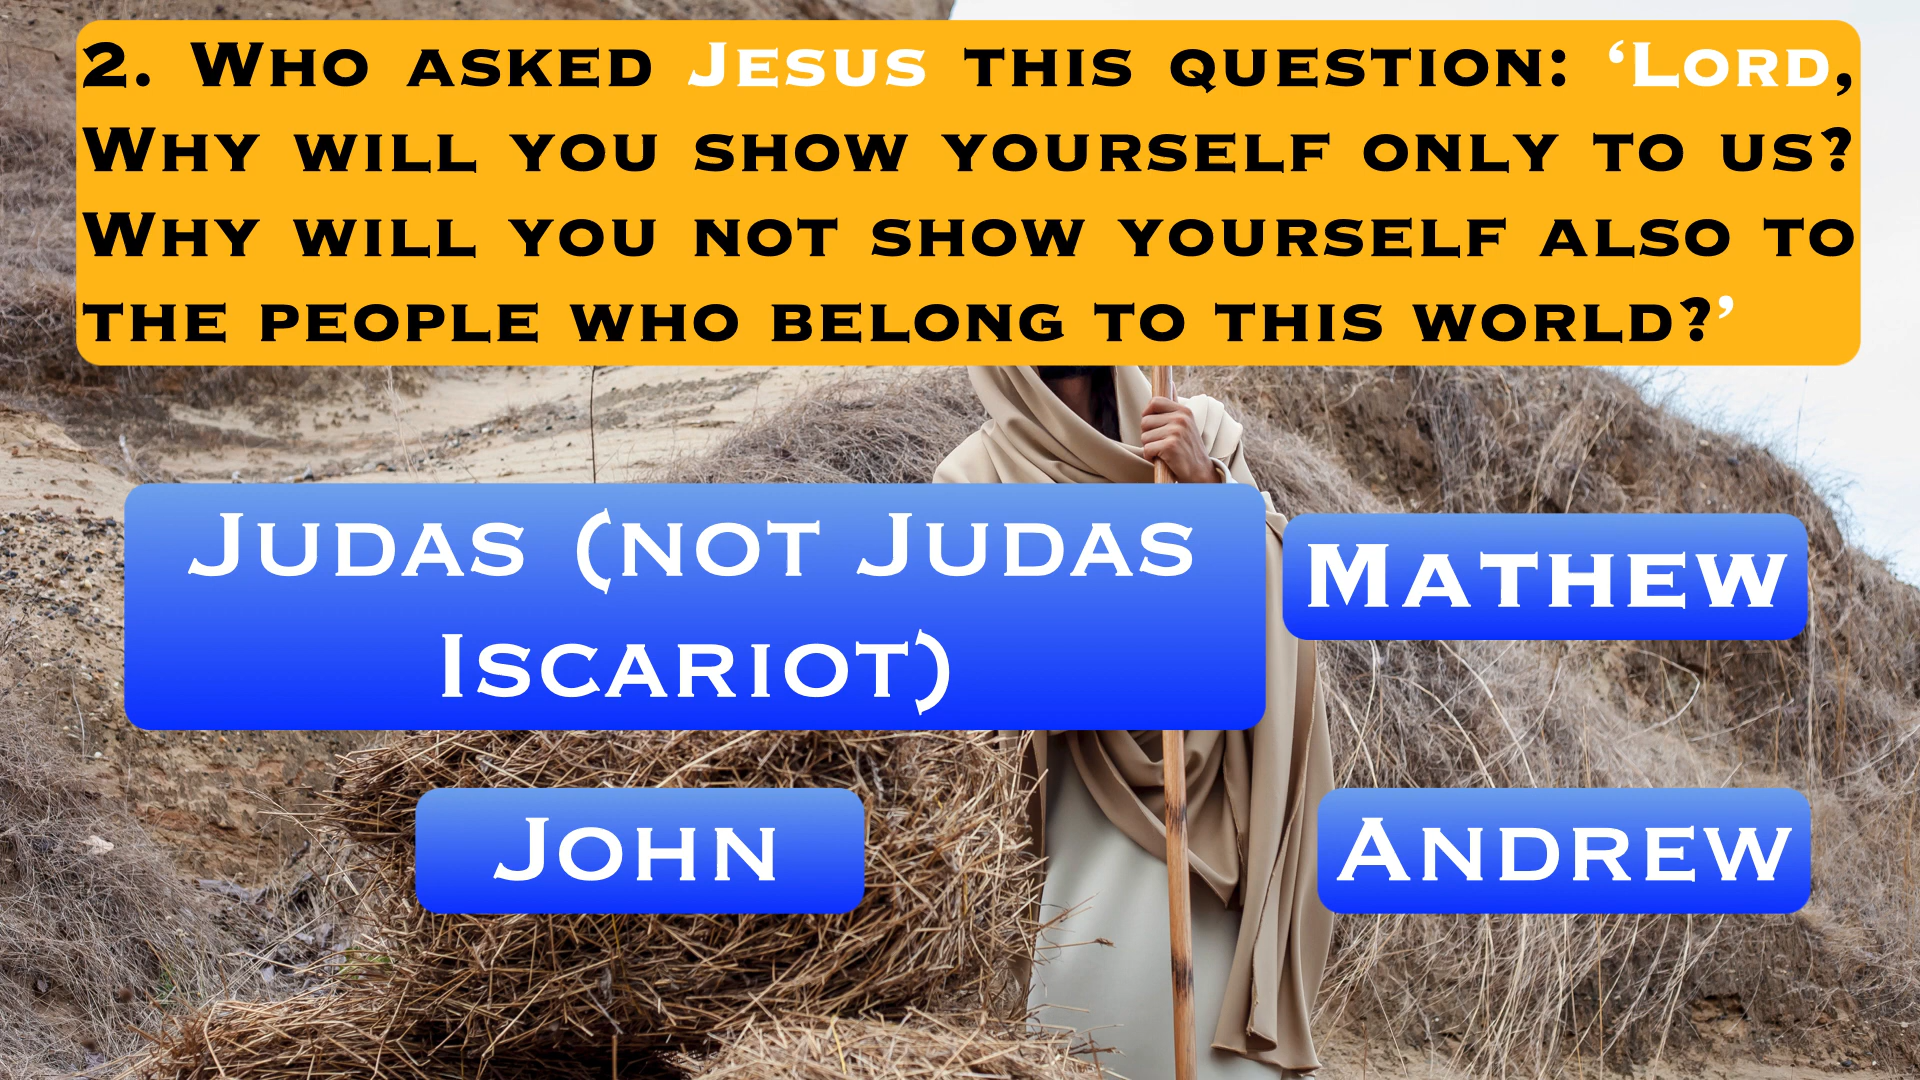 2. Who asked Jesus this question: ‘Lord,
Why will you show yourself only to us?
Why will you not show yourself also to
the people who belong to this world?’
Judas (not Judas
Iscariot)
Mathew
John
Andrew